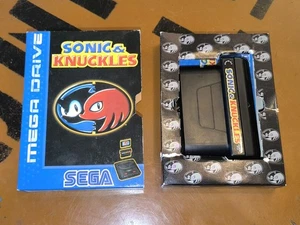 MEGA DRIVE
SONIC &
KNUCKLES
SEGA
SONIC &
KNUCKLES